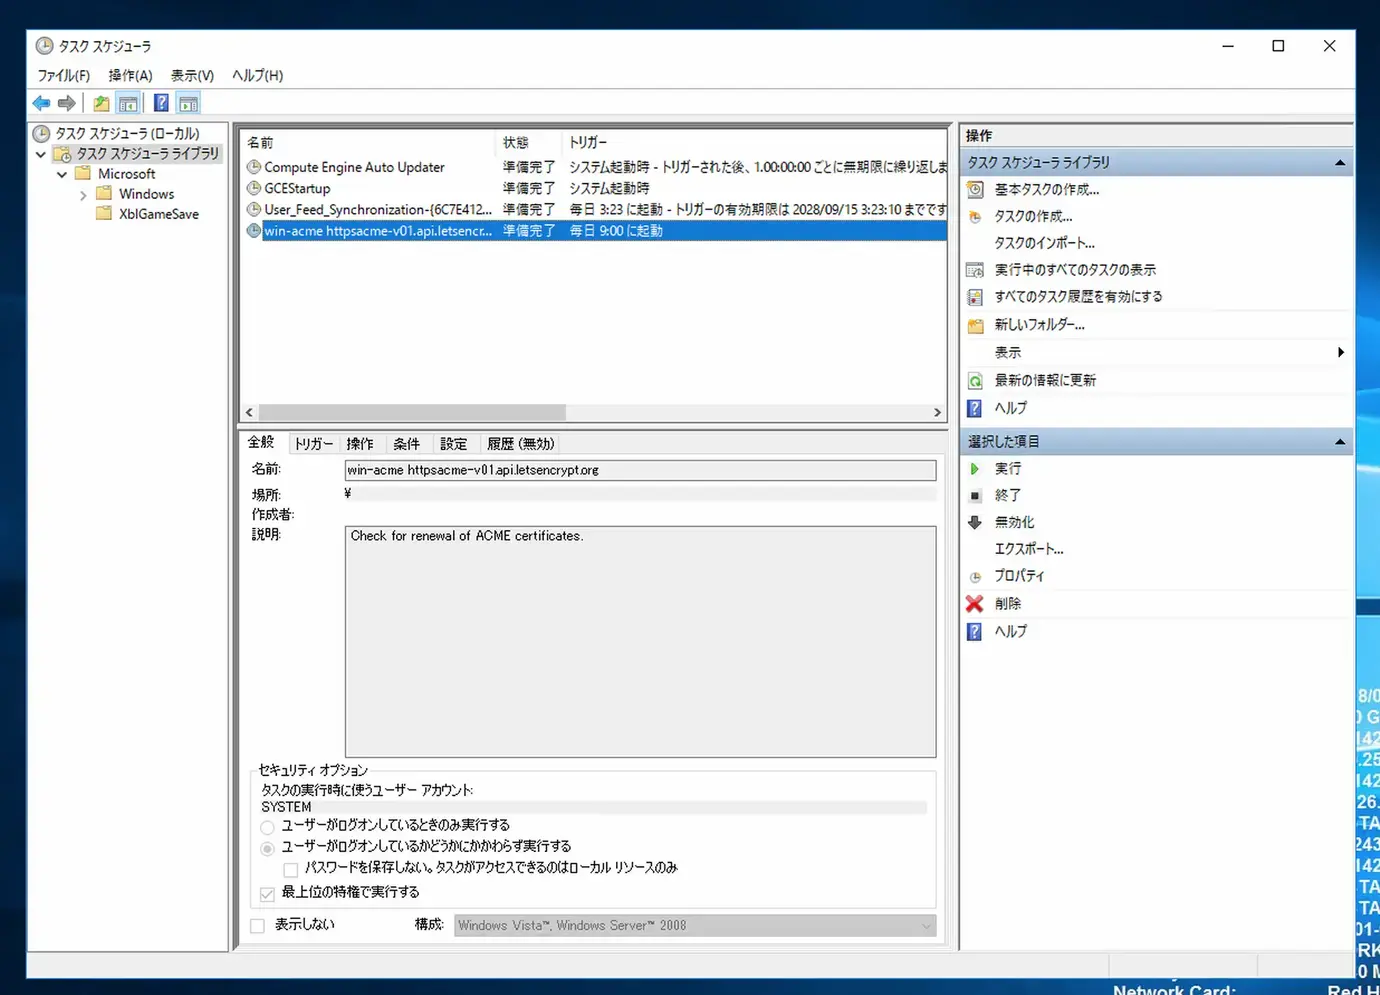 タスク スケジューラ
ファイル(F) 操作(A) 表示(V) ヘルプ(H)
タスク スケジューラ (ローカル)
タスク スケジューラ ライブラリ
Microsoft
Windows
XblGameSave
名前 状態 トリガー
Compute Engine Auto Updater 準備完了 システム起動時 - トリガーされた後、1.00:00:00 ごとに無期限に繰り返しま
GCEStartup 準備完了 システム起動時
User_Feed_Synchronization-{6C7E412... 準備完了 毎日 3:23 に起動 - トリガーの有効期限は 2028/09/15 3:23:10 までです
win-acme httpsacme-v01.api.letsencr... 準備完了 毎日 9:00 に起動
全般 トリガー 操作 条件 設定 履歴 (無効)
名前: win-acme httpsacme-v01.api.letsencrypt.org
場所: ¥
作成者:
説明: Check for renewal of ACME certificates.
セキュリティ オプション
タスクの実行時に使うユーザー アカウント:
SYSTEM
ユーザーがログオンしているときのみ実行する
ユーザーがログオンしているかどうかにかかわらず実行する
パスワードを保存しない。タスクがアクセスできるのはローカル リソースのみ
最上位の特権で実行する
表示しない 構成: Windows Vista™, Windows Server™ 2008
操作
タスク スケジューラ ライブラリ
基本タスクの作成...
タスクの作成...
タスクのインポート...
実行中のすべてのタスクの表示
すべてのタスク履歴を有効にする
新しいフォルダー...
表示
最新の情報に更新
ヘルプ
選択した項目
実行
終了
無効化
エクスポート...
プロパティ
削除
ヘルプ
8/0
142
.25
142
26.
TA
243
142
TA
TA
01-
RK
0 M
Network Card: Red H